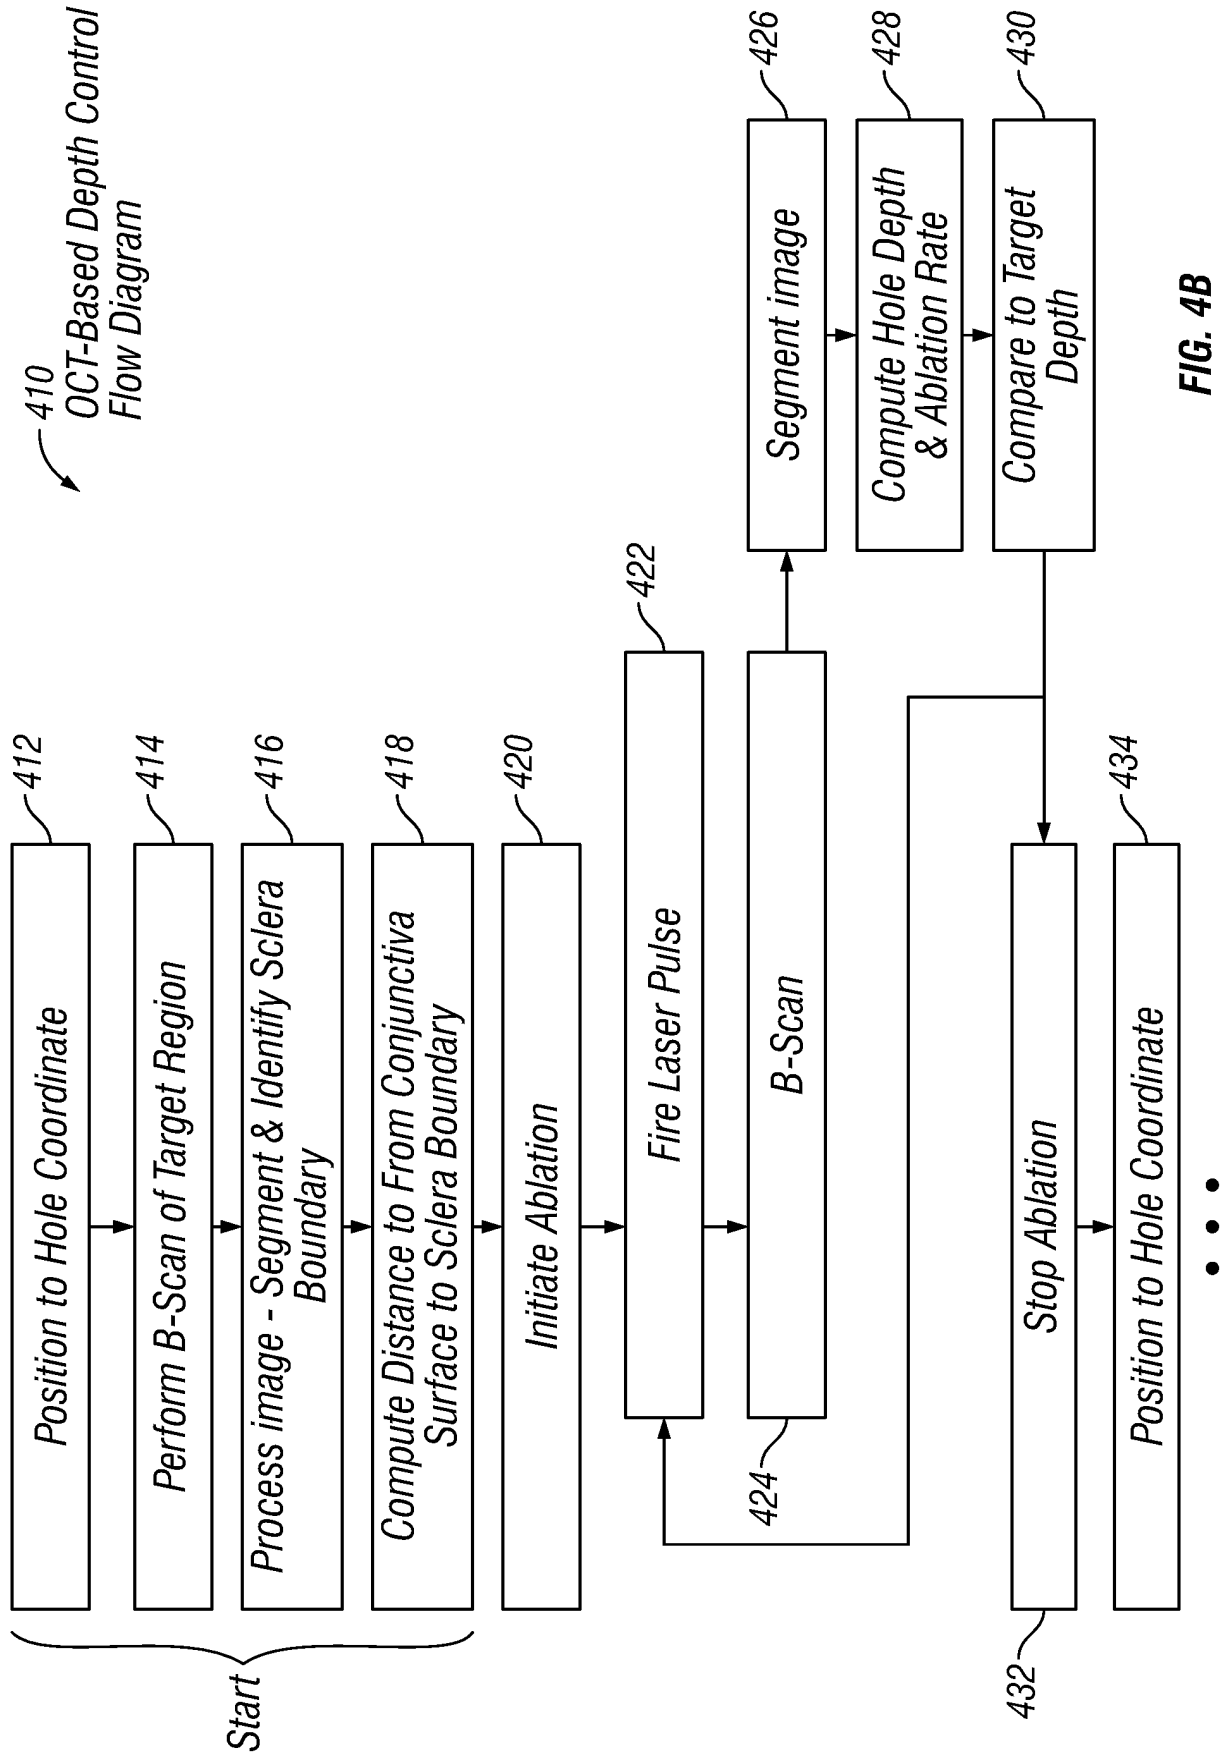 410
OCT-Based Depth Control
Flow Diagram
Start
Position to Hole Coordinate
412
Perform B-Scan of Target Region
414
Process image - Segment & Identify Sclera
Boundary
416
Compute Distance to From Conjunctiva
Surface to Sclera Boundary
418
Initiate Ablation
420
Fire Laser Pulse
422
B-Scan
424
Segment image
426
Compute Hole Depth
& Ablation Rate
428
Compare to Target
Depth
430
Stop Ablation
432
Position to Hole Coordinate
434
FIG. 4B